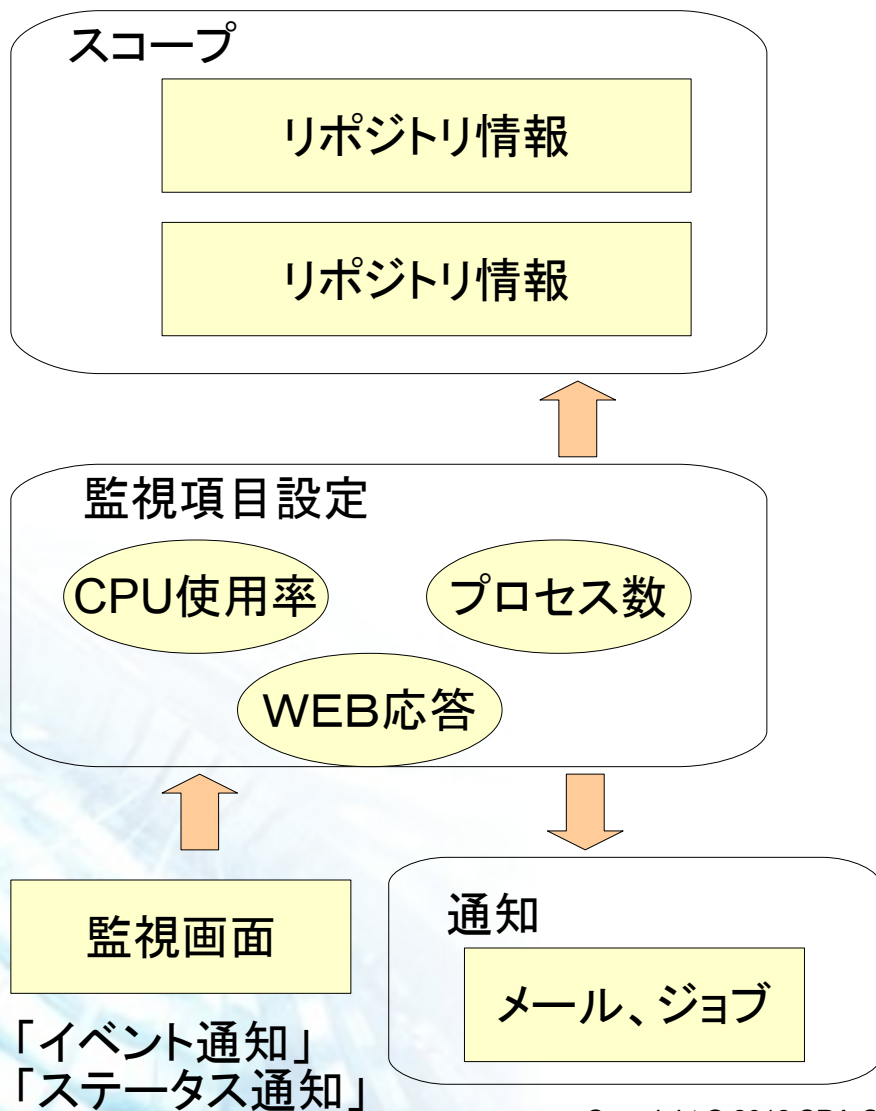 スコープ
リポジトリ情報
リポジトリ情報
監視項目設定
CPU使用率
プロセス数
WEB応答
監視画面
「イベント通知」
「ステータス通知」
通知
メール、ジョブ